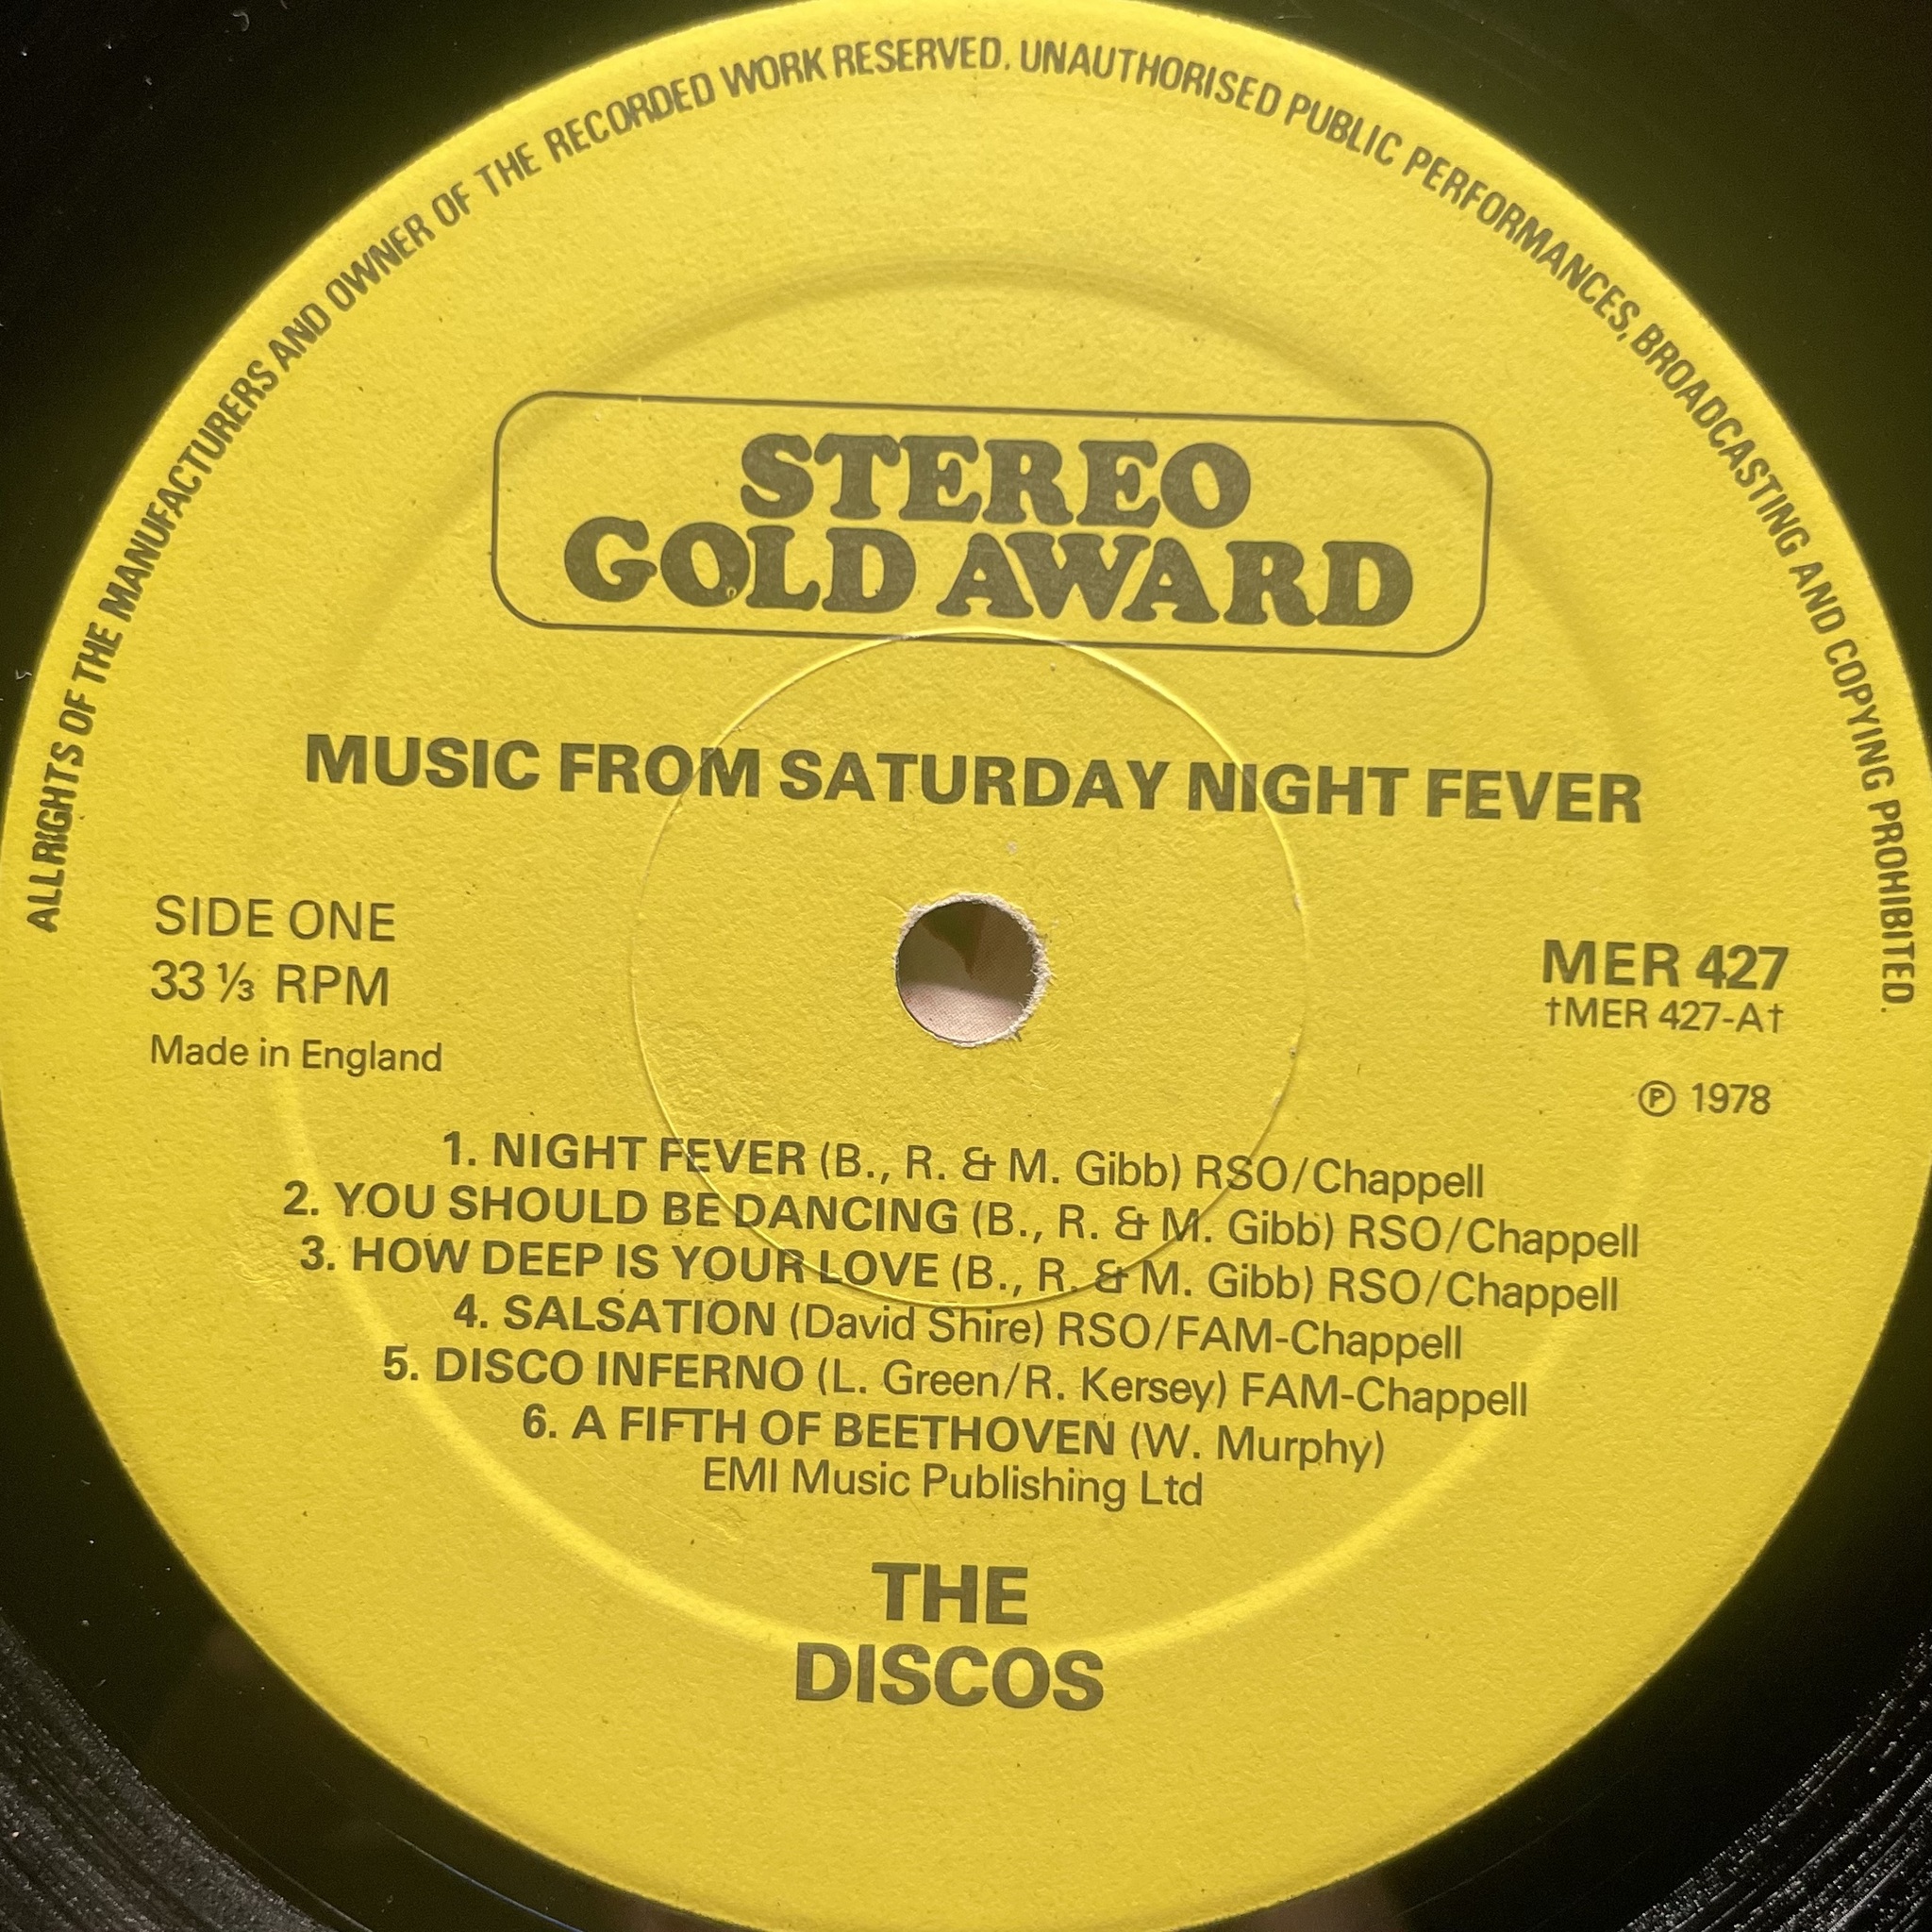 ALL RIGHTS OF THE MANUFACTURERS AND OWNER OF THE RECORDED WORK RESERVED. UNAUTHORISED PUBLIC PERFORMANCES, BROADCASTING AND COPYING PROHIBITED.
STEREO
GOLD AWARD
MUSIC FROM SATURDAY NIGHT FEVER
SIDE ONE
33 ⅓ RPM
Made in England
MER 427
†MER 427-A†
℗ 1978
1. NIGHT FEVER (B., R. & M. Gibb) RSO/Chappell
2. YOU SHOULD BE DANCING (B., R. & M. Gibb) RSO/Chappell
3. HOW DEEP IS YOUR LOVE (B., R. & M. Gibb) RSO/Chappell
4. SALSATION (David Shire) RSO/FAM-Chappell
5. DISCO INFERNO (L. Green/R. Kersey) FAM-Chappell
6. A FIFTH OF BEETHOVEN (W. Murphy)
EMI Music Publishing Ltd
THE
DISCOS